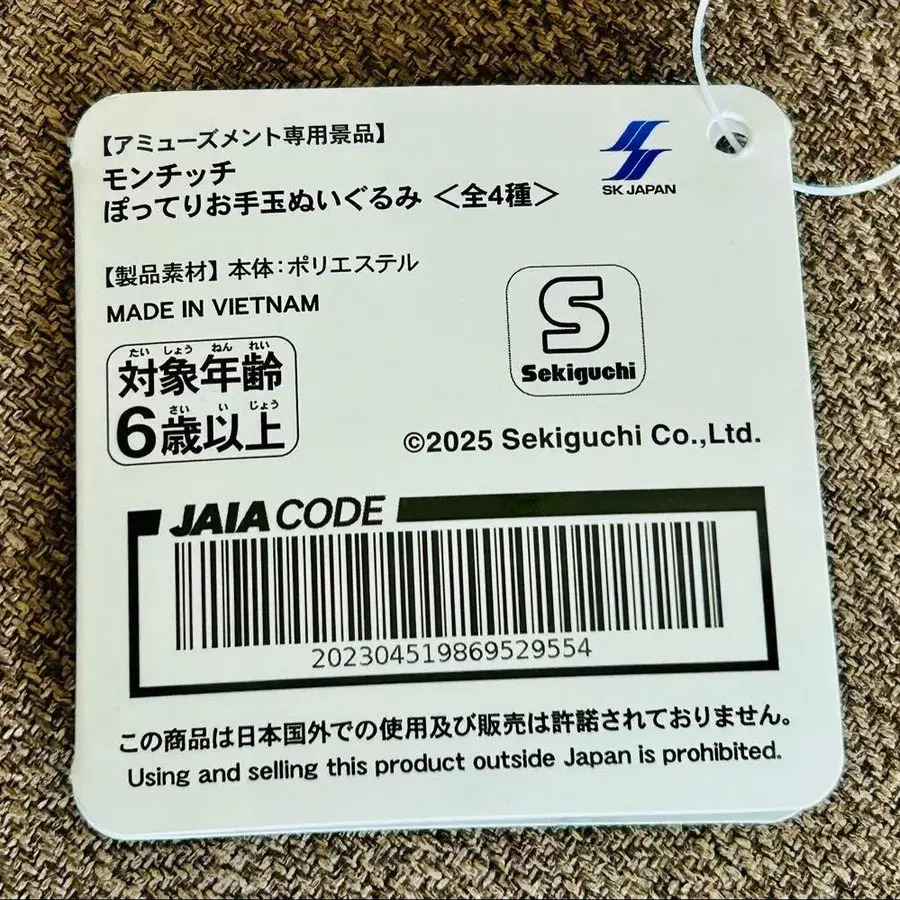 【アミューズメント専用景品】
モンチッチ
ぽってりお手玉ぬいぐるみ ＜全4種＞
SK JAPAN
【製品素材】本体：ポリエステル
MADE IN VIETNAM
S
Sekiguchi
たい しょう ねん れい
対象年齢
さい い じょう
6歳以上
©2025 Sekiguchi Co.,Ltd.
JAIA CODE
202304519869529554
この商品は日本国外での使用及び販売は許諾されておりません。
Using and selling this product outside Japan is prohibited.